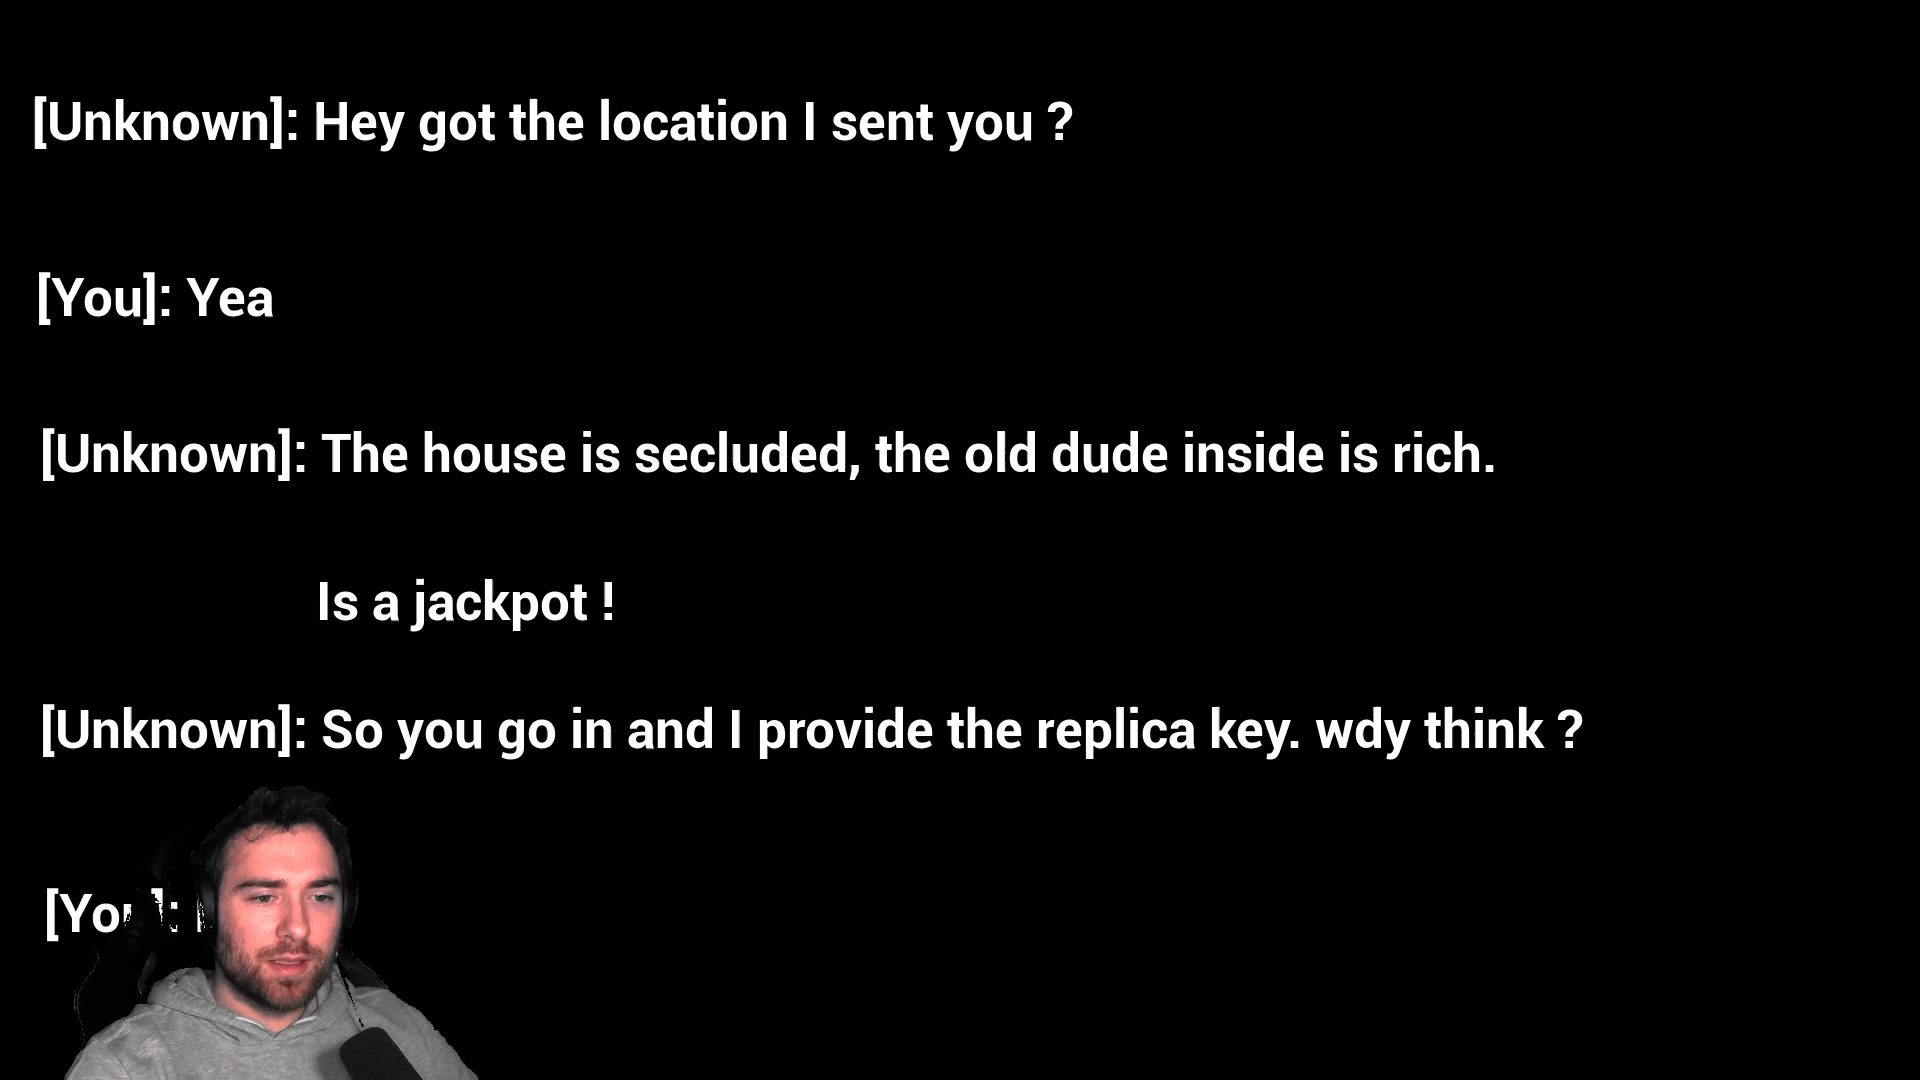 [Unknown]: Hey got the location I sent you ?
[You]: Yea
[Unknown]: The house is secluded, the old dude inside is rich.
Is a jackpot !
[Unknown]: So you go in and I provide the replica key. wdy think ?
[You]: